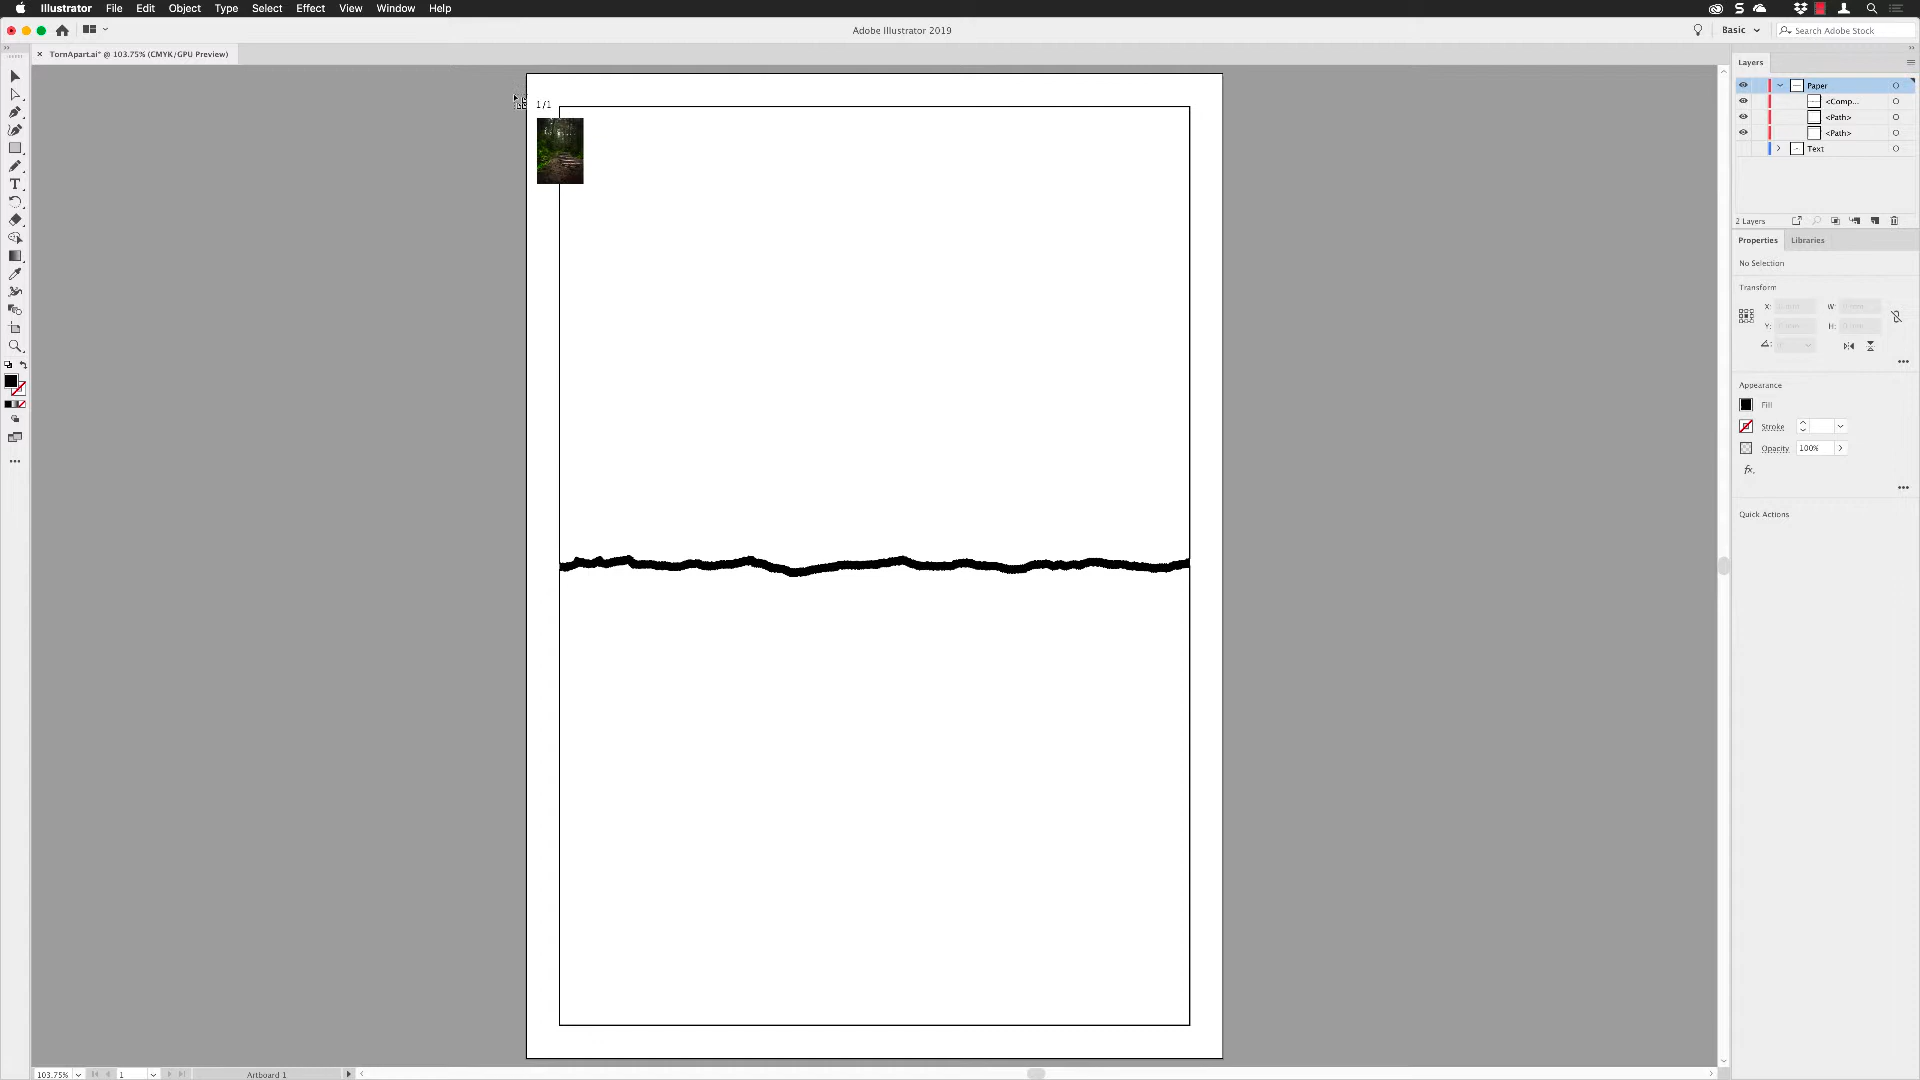 Illustrator File Edit Object Type Select Effect View Window Help
Adobe Illustrator 2019
Basic
Search Adobe Stock
× TornApart.ai* @ 103.75% (CMYK/GPU Preview)
1/1
Layers
Paper
<Comp...
<Path>
<Path>
Text
2 Layers
Properties Libraries
No Selection
Transform
X: W:
Y: H:
Appearance
Fill
Stroke
Opacity 100%
fx.
Quick Actions
103.75% 1 Artboard 1